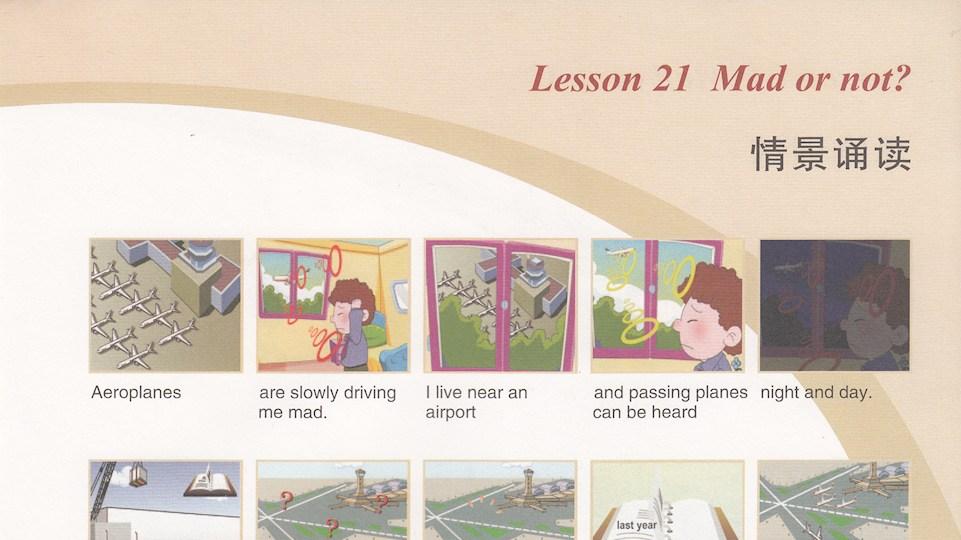 Lesson 21 Mad or not?
情景诵读
Aeroplanes
are slowly driving
me mad.
I live near an
airport
and passing planes
can be heard
night and day.
last year